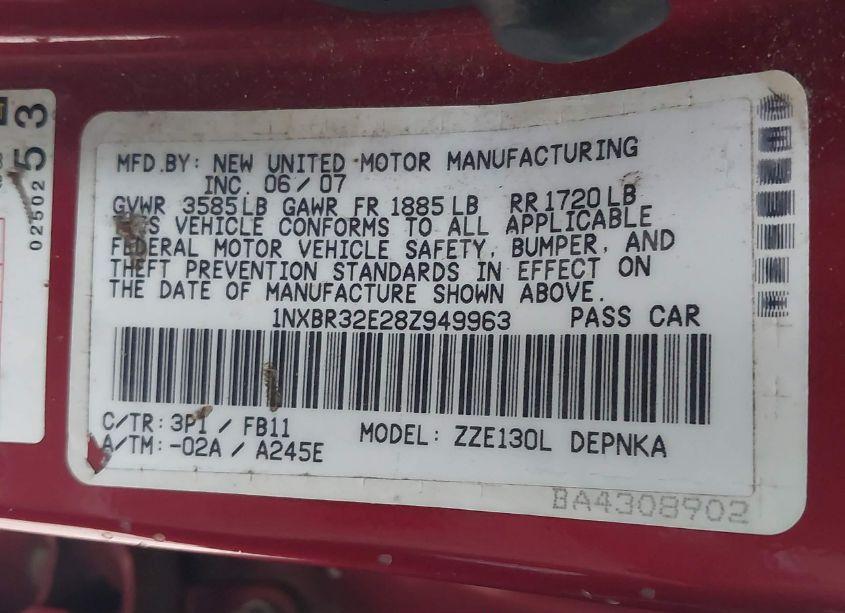 53
02502
MFD.BY: NEW UNITED MOTOR MANUFACTURING
INC. 06/07
GVWR 3585LB GAWR FR 1885LB RR1720LB
THIS VEHICLE CONFORMS TO ALL APPLICABLE
FEDERAL MOTOR VEHICLE SAFETY, BUMPER, AND
THEFT PREVENTION STANDARDS IN EFFECT ON
THE DATE OF MANUFACTURE SHOWN ABOVE.
1NXBR32E28Z949963 PASS CAR
C/TR: 3P1 / FB11
A/TM: -02A / A245E
MODEL: ZZE130L DEPNKA
BA4308902